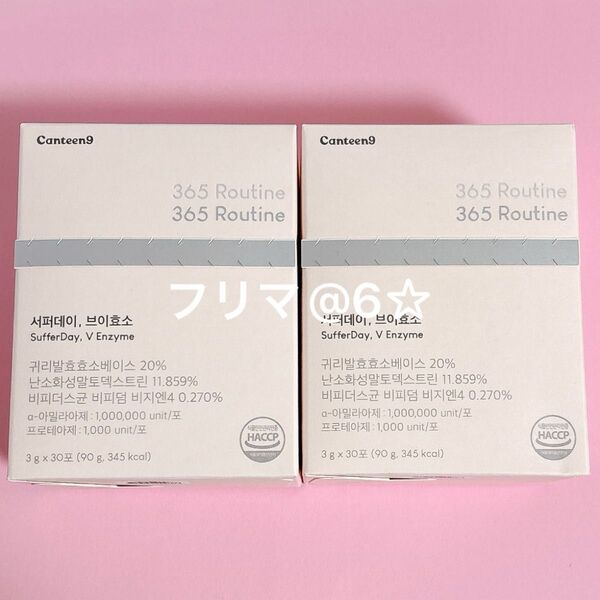 Canteen9
365 Routine
365 Routine
서퍼데이, 브이효소
SufferDay, V Enzyme
귀리발효효소베이스 20%
난소화성말토덱스트린 11.859%
비피더스균 비피덤 비지엔4 0.270%
α-아밀라아제 : 1,000,000 unit/포
프로테아제 : 1,000 unit/포
3 g x 30포 (90 g, 345 kcal)
HACCP
Canteen9
365 Routine
365 Routine
서퍼데이, 브이효소
SufferDay, V Enzyme
귀리발효효소베이스 20%
난소화성말토덱스트린 11.859%
비피더스균 비피덤 비지엔4 0.270%
α-아밀라아제 : 1,000,000 unit/포
프로테아제 : 1,000 unit/포
3 g x 30포 (90 g, 345 kcal)
HACCP
フリマ@6☆